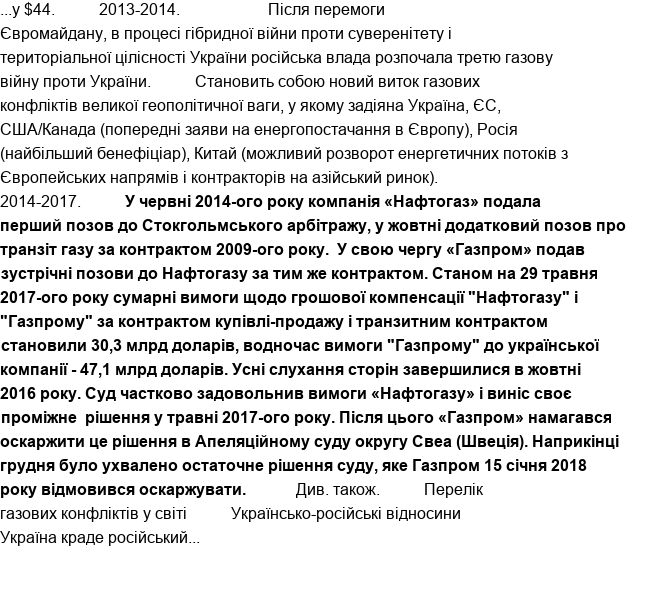 ...у $44. 2013-2014. Після перемоги
Євромайдану, в процесі гібридної війни проти суверенітету і
територіальної цілісності України російська влада розпочала третю газову
війну проти України. Становить собою новий виток газових
конфліктів великої геополітичної ваги, у якому задіяна Україна, ЄС,
США/Канада (попередні заяви на енергопостачання в Європу), Росія
(найбільший бенефіціар), Китай (можливий розворот енергетичних потоків з
Європейських напрямів і контракторів на азійський ринок).
2014-2017. У червні 2014-ого року компанія «Нафтогаз» подала
перший позов до Стокгольмського арбітражу, у жовтні додатковий позов про
транзіт газу за контрактом 2009-ого року. У свою чергу «Газпром» подав
зустрічні позови до Нафтогазу за тим же контрактом. Станом на 29 травня
2017-ого року сумарні вимоги щодо грошової компенсації "Нафтогазу" і
"Газпрому" за контрактом купівлі-продажу і транзитним контрактом
становили 30,3 млрд доларів, водночас вимоги "Газпрому" до української
компанії - 47,1 млрд доларів. Усні слухання сторін завершилися в жовтні
2016 року. Суд частково задовольнив вимоги «Нафтогазу» і виніс своє
проміжне рішення у травні 2017-ого року. Після цього «Газпром» намагався
оскаржити це рішення в Апеляційному суду округу Свеа (Швеція). Наприкінці
грудня було ухвалено остаточне рішення суду, яке Газпром 15 січня 2018
року відмовився оскаржувати. Див. також. Перелік
газових конфліктів у світі Українсько-російські відносини
Україна краде російський...